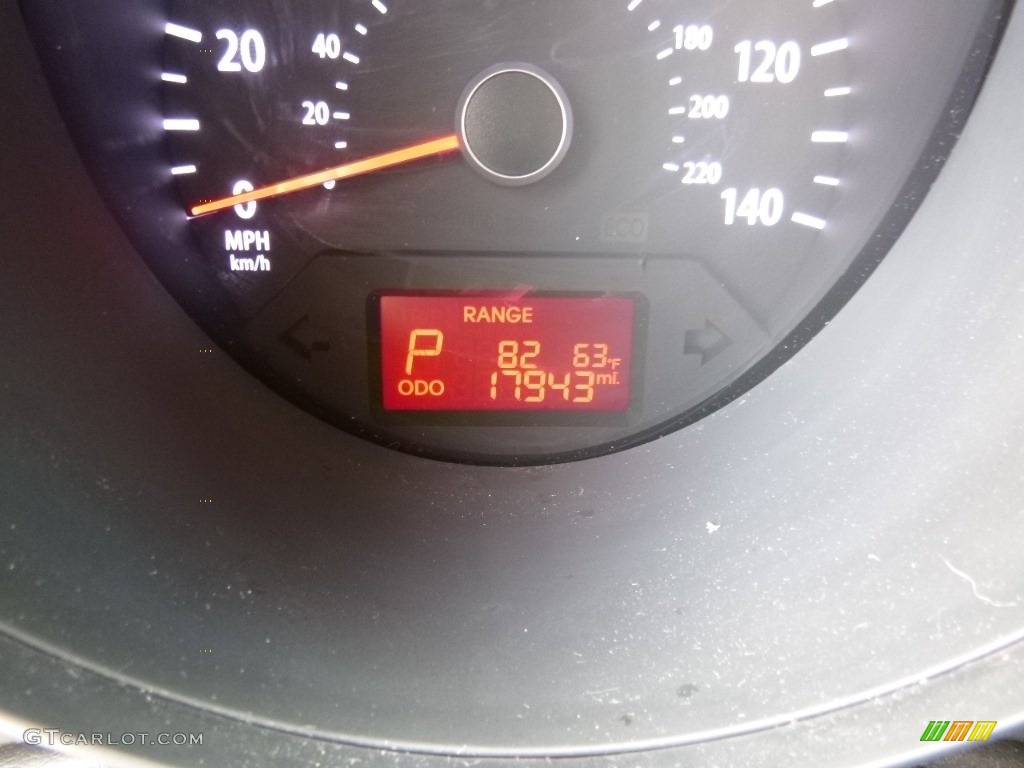 20 40 180 120
20 200
0 0 220 140
MPH
km/h
RANGE
P 82 63°F
ODO 17943 mi.
GTCARLOT.COM